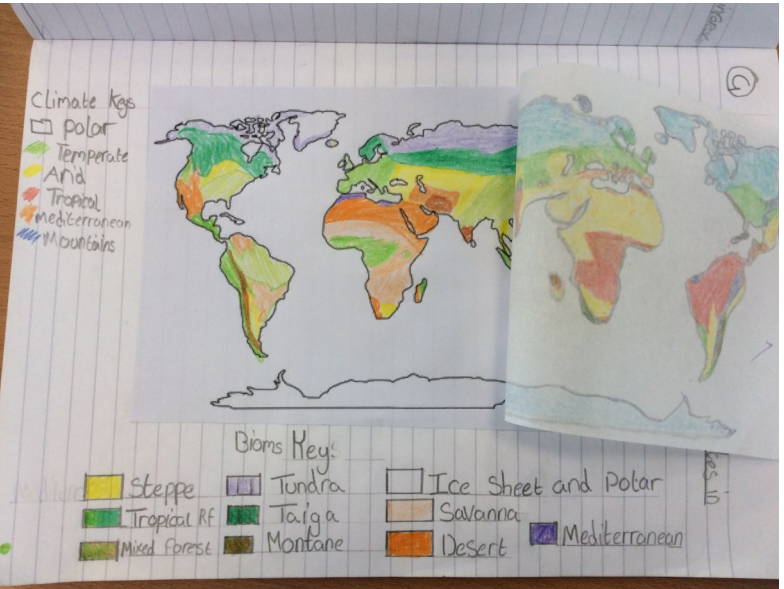 Climate Keys
Polar
Temperate
Arid
Tropical
Mediterranean
Mountains
Bioms Key:
Steppe
Tundra
Ice Sheet and Polar
Tropical Rf
Taiga
Savanna
Mixed Forest
Montane
Desert
Mediterranean